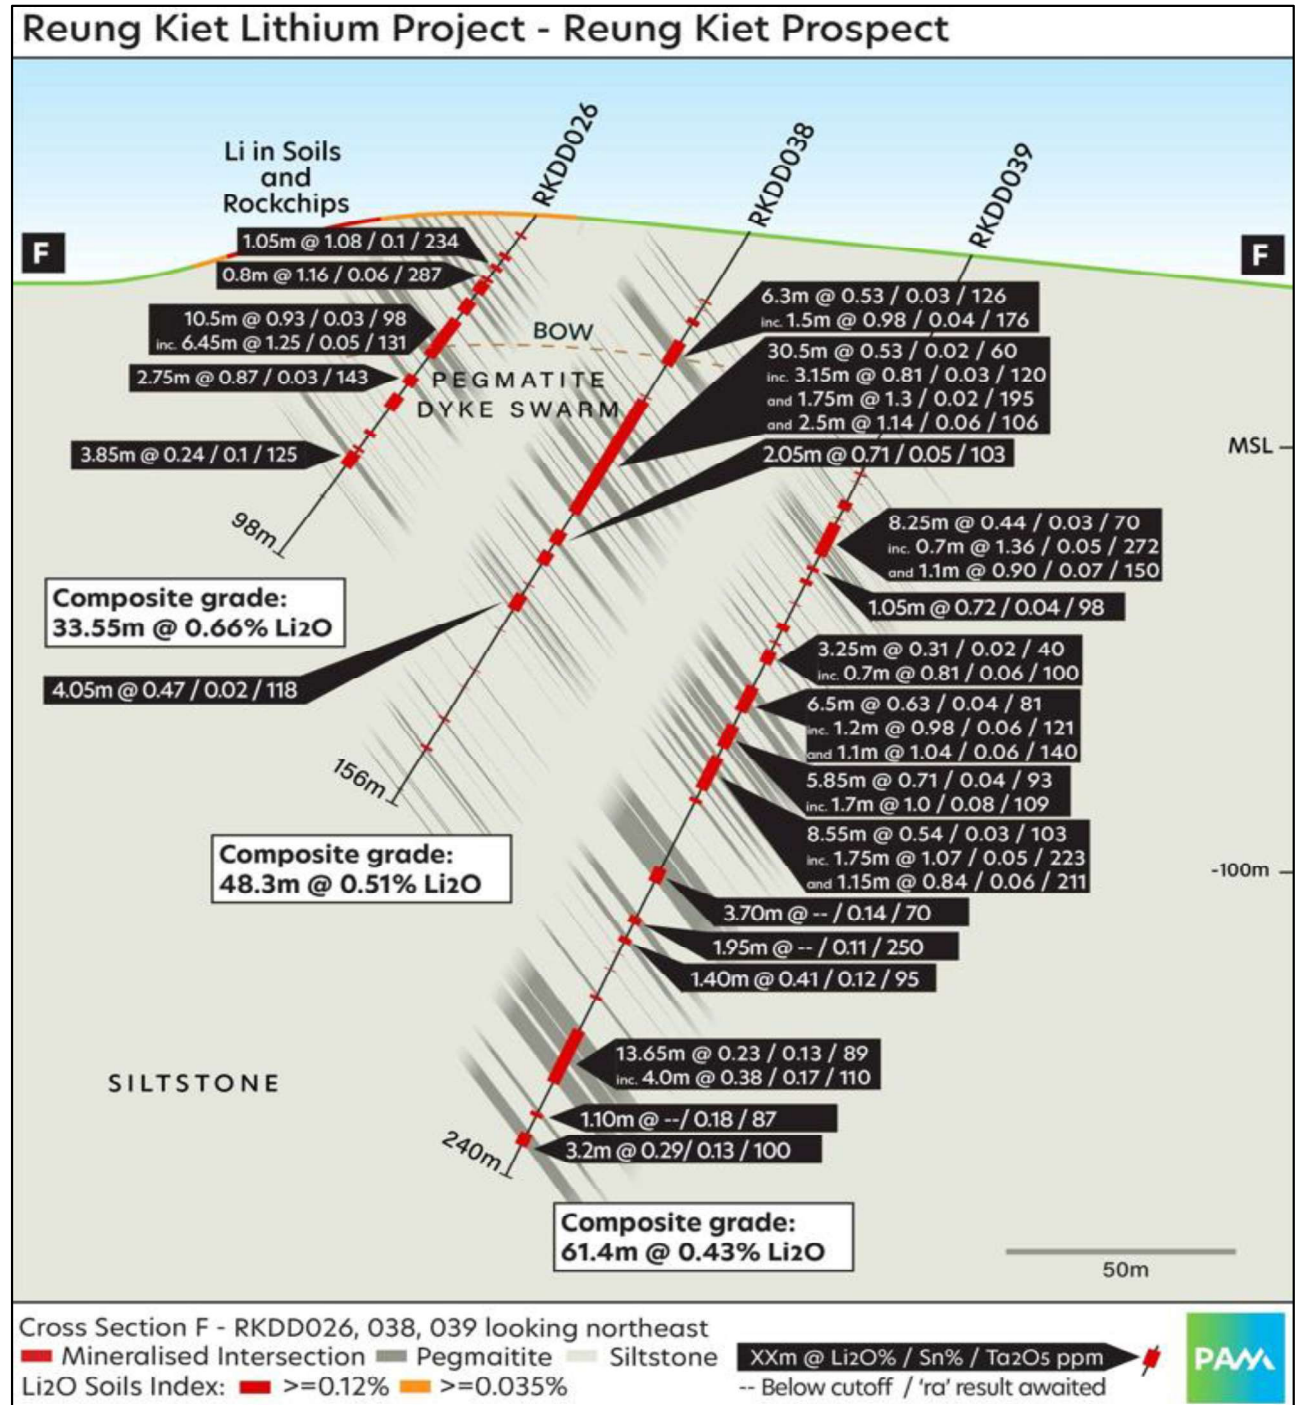 Reung Kiet Lithium Project - Reung Kiet Prospect
RKDD026
RKDD038
RKDD039
Li in Soils
and
Rockchips
F
F
1.05m @ 1.08 / 0.1 / 234
0.8m @ 1.16 / 0.06 / 287
10.5m @ 0.93 / 0.03 / 98
inc. 6.45m @ 1.25 / 0.05 / 131
2.75m @ 0.87 / 0.03 / 143
3.85m @ 0.24 / 0.1 / 125
98m
BOW
PEGMATITE
DYKE SWARM
6.3m @ 0.53 / 0.03 / 126
inc. 1.5m @ 0.98 / 0.04 / 176
30.5m @ 0.53 / 0.02 / 60
inc. 3.15m @ 0.81 / 0.03 / 120
and 1.75m @ 1.3 / 0.02 / 195
and 2.5m @ 1.14 / 0.06 / 106
2.05m @ 0.71 / 0.05 / 103
MSL
8.25m @ 0.44 / 0.03 / 70
inc. 0.7m @ 1.36 / 0.05 / 272
and 1.1m @ 0.90 / 0.07 / 150
1.05m @ 0.72 / 0.04 / 98
Composite grade:
33.55m @ 0.66% Li2O
4.05m @ 0.47 / 0.02 / 118
3.25m @ 0.31 / 0.02 / 40
inc. 0.7m @ 0.81 / 0.06 / 100
6.5m @ 0.63 / 0.04 / 81
inc. 1.2m @ 0.98 / 0.06 / 121
and 1.1m @ 1.04 / 0.06 / 140
156m
5.85m @ 0.71 / 0.04 / 93
inc. 1.7m @ 1.0 / 0.08 / 109
Composite grade:
48.3m @ 0.51% Li2O
8.55m @ 0.54 / 0.03 / 103
inc. 1.75m @ 1.07 / 0.05 / 223
and 1.15m @ 0.84 / 0.06 / 211
-100m
3.70m @ -- / 0.14 / 70
1.95m @ -- / 0.11 / 250
1.40m @ 0.41 / 0.12 / 95
13.65m @ 0.23 / 0.13 / 89
inc. 4.0m @ 0.38 / 0.17 / 110
SILTSTONE
1.10m @ --/ 0.18 / 87
3.2m @ 0.29/ 0.13 / 100
240m
Composite grade:
61.4m @ 0.43% Li2O
50m
Cross Section F - RKDD026, 038, 039 looking northeast
Mineralised Intersection Pegmaitite Siltstone
Li2O Soils Index: >=0.12% >=0.035%
XXm @ Li2O% / Sn% / Ta2O5 ppm
-- Below cutoff / 'ra' result awaited
PAM